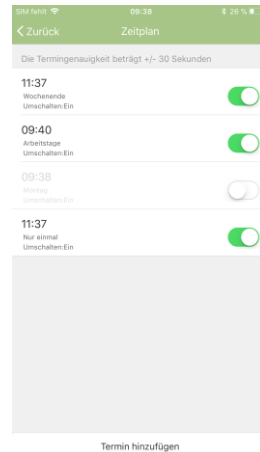 SIM fehlt 09:38 26 %
Zurück Zeitplan
Die Termingenauigkeit beträgt +/- 30 Sekunden
11:37
Wochenende
Umschalten:Ein
09:40
Arbeitstage
Umschalten:Ein
09:38
Montag
Umschalten:Ein
11:37
Nur einmal
Umschalten:Ein
Termin hinzufügen